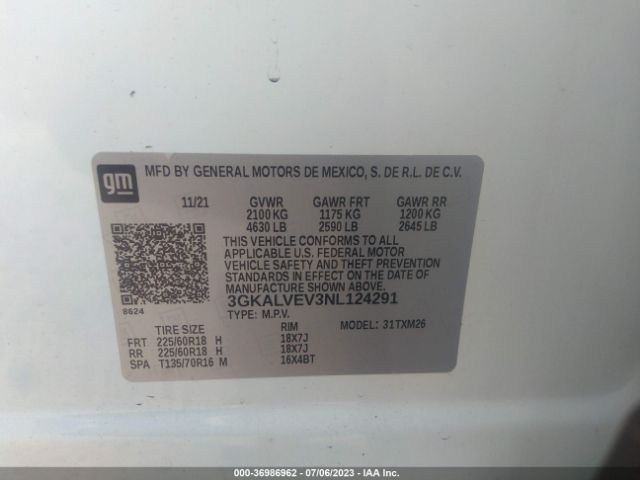 gm
MFD BY GENERAL MOTORS DE MEXICO, S. DE R.L. DE C.V.
11/21 GVWR GAWR FRT GAWR RR
2100 KG 1175 KG 1200 KG
4630 LB 2590 LB 2645 LB
THIS VEHICLE CONFORMS TO ALL
APPLICABLE U.S. FEDERAL MOTOR
VEHICLE SAFETY AND THEFT PREVENTION
STANDARDS IN EFFECT ON THE DATE OF
MANUFACTURE SHOWN ABOVE.
8624
3GKALVEV3NL124291
TYPE: M.P.V.
TIRE SIZE RIM MODEL: 31TXM26
FRT 225/60R18 H 18X7J
RR 225/60R18 H 18X7J
SPA T135/70R16 M 16X4BT
000-36986962 - 07/06/2023 - IAA Inc.